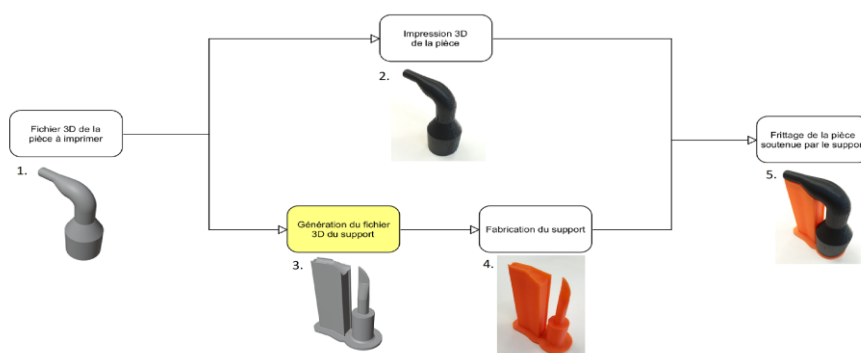 Impression 3D
de la pièce
2.
Fichier 3D de la
pièce à imprimer
1.
Frittage de la pièce
soutenue par le support
5.
Génération du fichier
3D du support
3.
Fabrication du support
4.